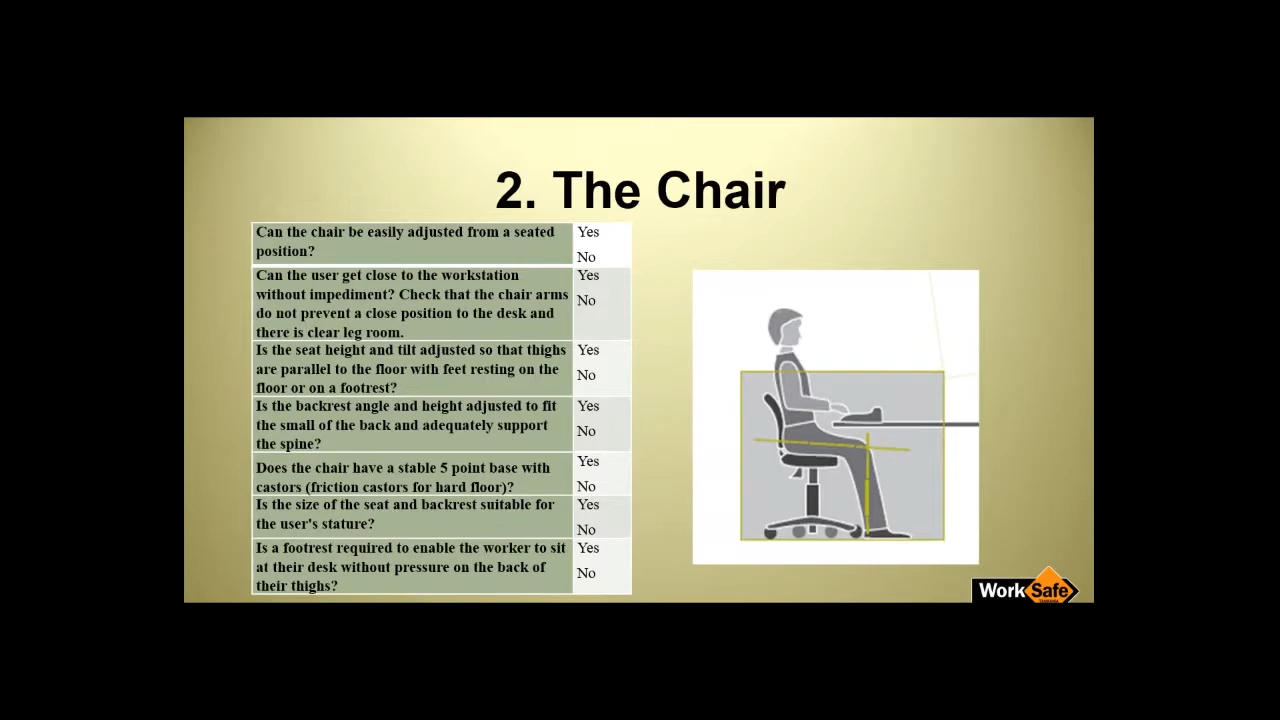 2. The Chair
Can the chair be easily adjusted from a seated
position?
Yes
No
Can the user get close to the workstation
without impediment? Check that the chair arms
do not prevent a close position to the desk and
there is clear leg room.
Yes
No
Is the seat height and tilt adjusted so that thighs
are parallel to the floor with feet resting on the
floor or on a footrest?
Yes
No
Is the backrest angle and height adjusted to fit
the small of the back and adequately support
the spine?
Yes
No
Does the chair have a stable 5 point base with
castors (friction castors for hard floor)?
Yes
No
Is the size of the seat and backrest suitable for
the user's stature?
Yes
No
Is a footrest required to enable the worker to sit
at their desk without pressure on the back of
their thighs?
Yes
No
WorkSafe